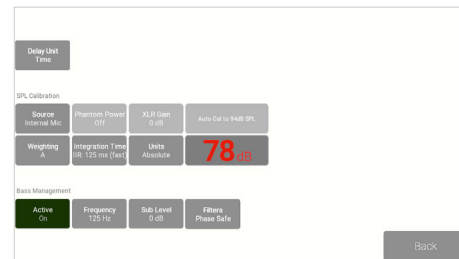 Delay Unit
Time
SPL Calibration
Source
Internal Mic
Phantom Power
Off
XLR Gain
0 dB
Auto Cal to 94dB SPL
Weighting
A
Integration Time
IIR: 125 ms (fast)
Units
Absolute
78 dB
Bass Management
Active
On
Frequency
125 Hz
Sub Level
0 dB
Filters
Phase Safe
Back